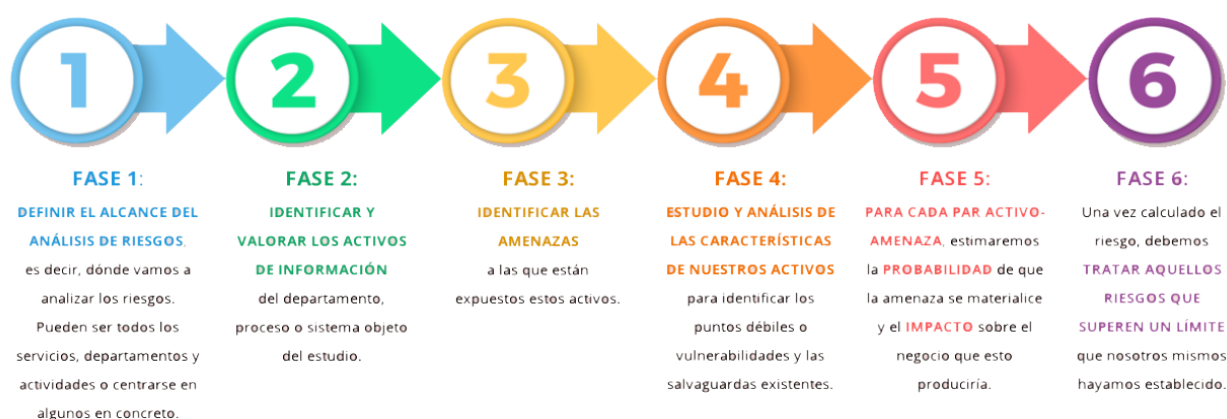 1
2
3
4
5
6
FASE 1:
DEFINIR EL ALCANCE DEL
ANÁLISIS DE RIESGOS,
es decir, dónde vamos a
analizar los riesgos.
Pueden ser todos los
servicios, departamentos y
actividades o centrarse en
algunos en concreto.
FASE 2:
IDENTIFICAR Y
VALORAR LOS ACTIVOS
DE INFORMACIÓN
del departamento,
proceso o sistema objeto
del estudio.
FASE 3:
IDENTIFICAR LAS
AMENAZAS
a las que están
expuestos estos activos.
FASE 4:
ESTUDIO Y ANÁLISIS DE
LAS CARACTERÍSTICAS
DE NUESTROS ACTIVOS
para identificar los
puntos débiles o
vulnerabilidades y las
salvaguardas existentes.
FASE 5:
PARA CADA PAR ACTIVO-
AMENAZA, estimaremos
la PROBABILIDAD de que
la amenaza se materialice
y el IMPACTO sobre el
negocio que esto
produciría.
FASE 6:
Una vez calculado el
riesgo, debemos
TRATAR AQUELLOS
RIESGOS QUE
SUPEREN UN LÍMITE
que nosotros mismos
hayamos establecido.